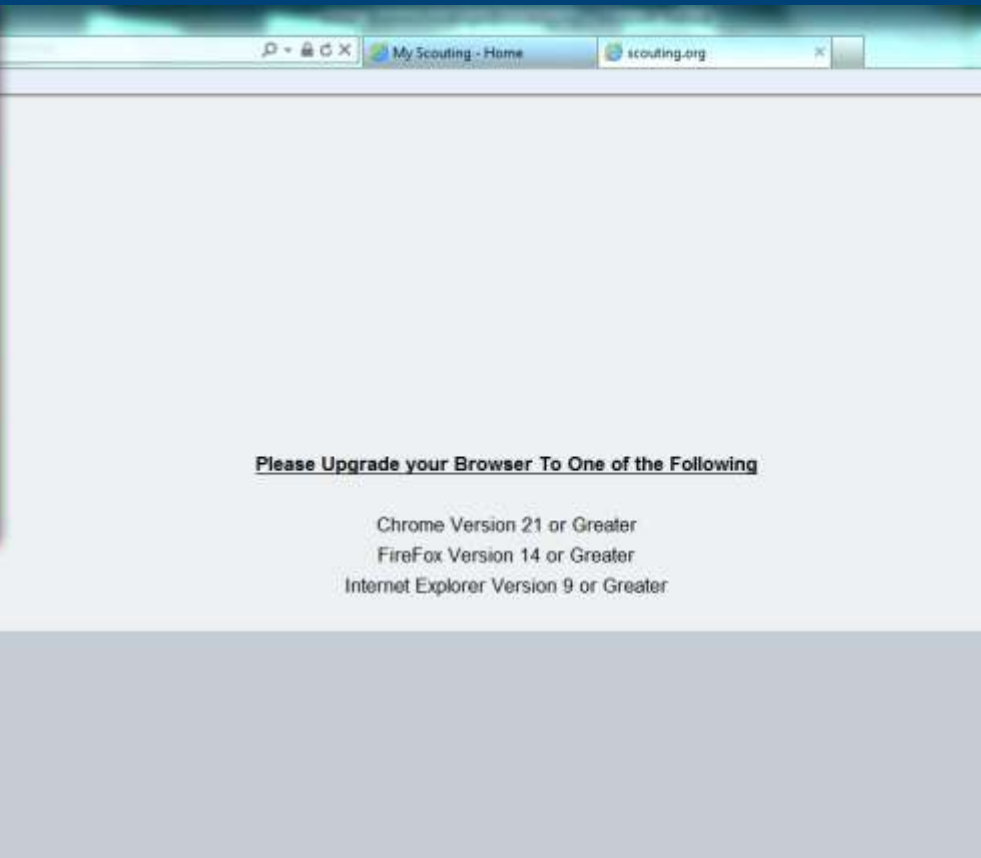 My Scouting - Home
scouting.org
Please Upgrade your Browser To One of the Following
Chrome Version 21 or Greater
FireFox Version 14 or Greater
Internet Explorer Version 9 or Greater